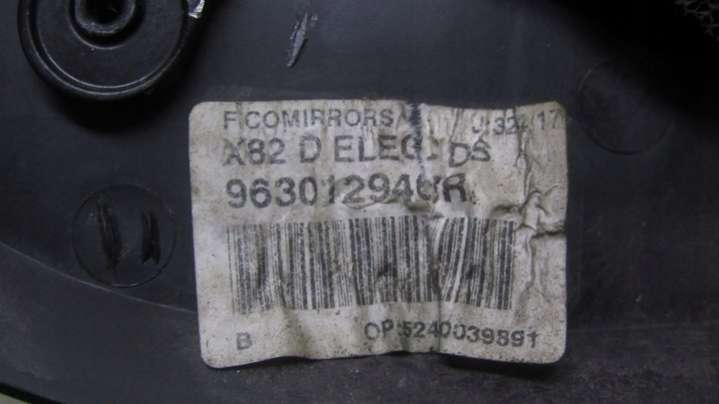 FICOMIRRORS
X82 D ELEC DS
963012940R
B OP:5240039891